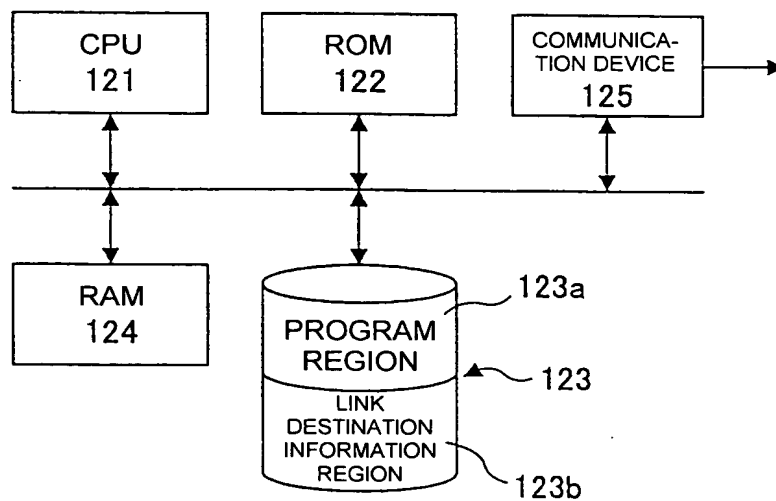 CPU
121
ROM
122
COMMUNICA-
TION DEVICE
125
RAM
124
PROGRAM
REGION
LINK
DESTINATION
INFORMATION
REGION
123a
123
123b